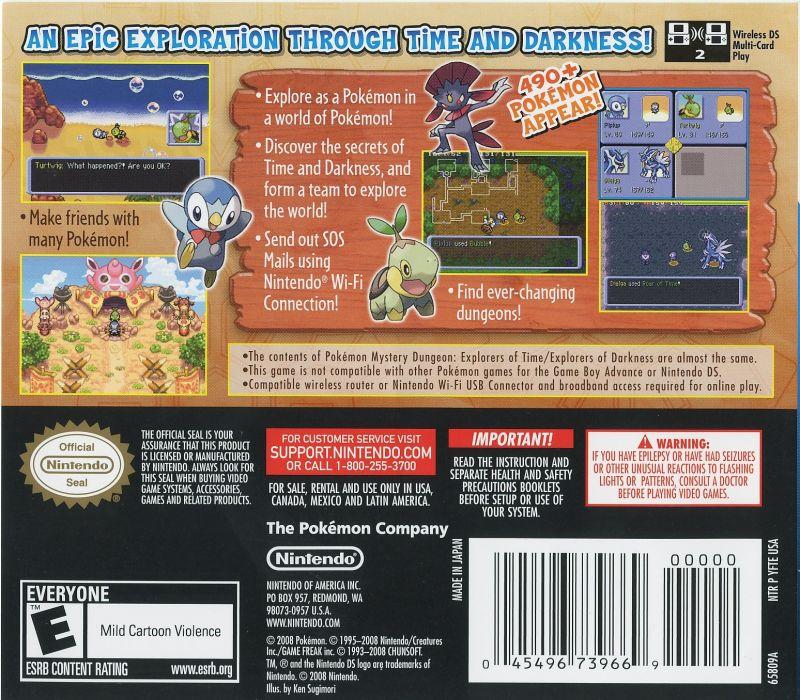 AN EPIC EXPLORATION THROUGH TIME AND DARKNESS!
2
Wireless DS
Multi-Card
Play
• Explore as a Pokémon in
a world of Pokémon!
• Discover the secrets of
Time and Darkness, and
form a team to explore
the world!
• Send out SOS
Mails using
Nintendo® Wi-Fi
Connection!
490+
POKÉMON
APPEAR!
Turtwig: What happened?! Are you OK?
• Make friends with
many Pokémon!
Piplup
Turtwig
Piplup used Bubble!
Dialga used Roar of Time!
• Find ever-changing
dungeons!
•The contents of Pokémon Mystery Dungeon: Explorers of Time/Explorers of Darkness are almost the same.
•This game is not compatible with other Pokémon games for the Game Boy Advance or Nintendo DS.
•Compatible wireless router or Nintendo Wi-Fi USB Connector and broadband access required for online play.
Official
Nintendo
Seal
®
THE OFFICIAL SEAL IS YOUR
ASSURANCE THAT THIS PRODUCT
IS LICENSED OR MANUFACTURED
BY NINTENDO. ALWAYS LOOK FOR
THIS SEAL WHEN BUYING VIDEO
GAME SYSTEMS, ACCESSORIES,
GAMES AND RELATED PRODUCTS.
FOR CUSTOMER SERVICE VISIT
SUPPORT.NINTENDO.COM
OR CALL 1-800-255-3700
FOR SALE, RENTAL AND USE ONLY IN USA,
CANADA, MEXICO AND LATIN AMERICA.
IMPORTANT!
READ THE INSTRUCTION AND
SEPARATE HEALTH AND SAFETY
PRECAUTIONS BOOKLETS
BEFORE SETUP OR USE OF
YOUR SYSTEM.
WARNING:
IF YOU HAVE EPILEPSY OR HAVE HAD SEIZURES
OR OTHER UNUSUAL REACTIONS TO FLASHING
LIGHTS OR PATTERNS, CONSULT A DOCTOR
BEFORE PLAYING VIDEO GAMES.
The Pokémon Company
Nintendo®
NINTENDO OF AMERICA INC.
PO BOX 957, REDMOND, WA
98073-0957 U.S.A.
WWW.NINTENDO.COM
© 2008 Pokémon. © 1995–2008 Nintendo/Creatures
Inc./GAME FREAK inc. © 1993–2008 CHUNSOFT.
TM, ® and the Nintendo DS logo are trademarks of
Nintendo. © 2008 Nintendo.
Illus. by Ken Sugimori
EVERYONE
TM
E
Mild Cartoon Violence
ESRB CONTENT RATING
www.esrb.org
MADE IN JAPAN
00000
0 45496 73966 9
NTR P YFTE USA
65809A